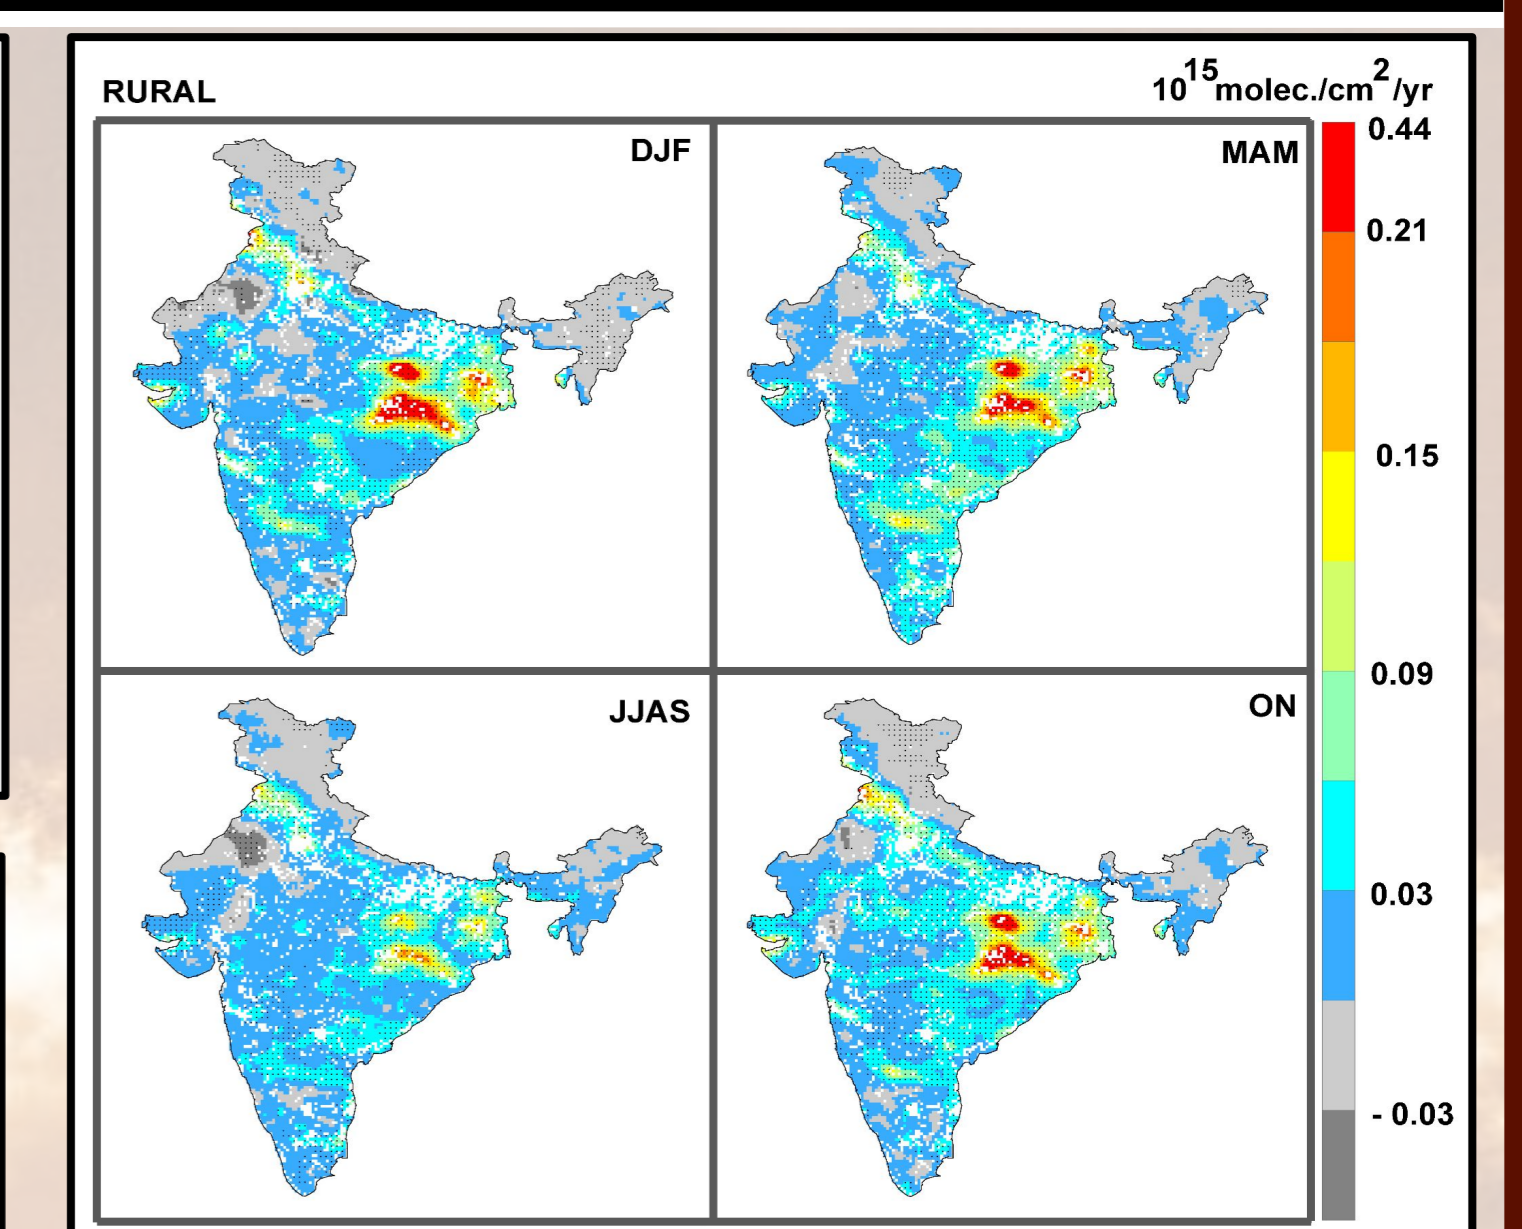 RURAL
10^15 molec./cm^2/yr
DJF
MAM
JJAS
ON
0.44
0.21
0.15
0.09
0.03
- 0.03